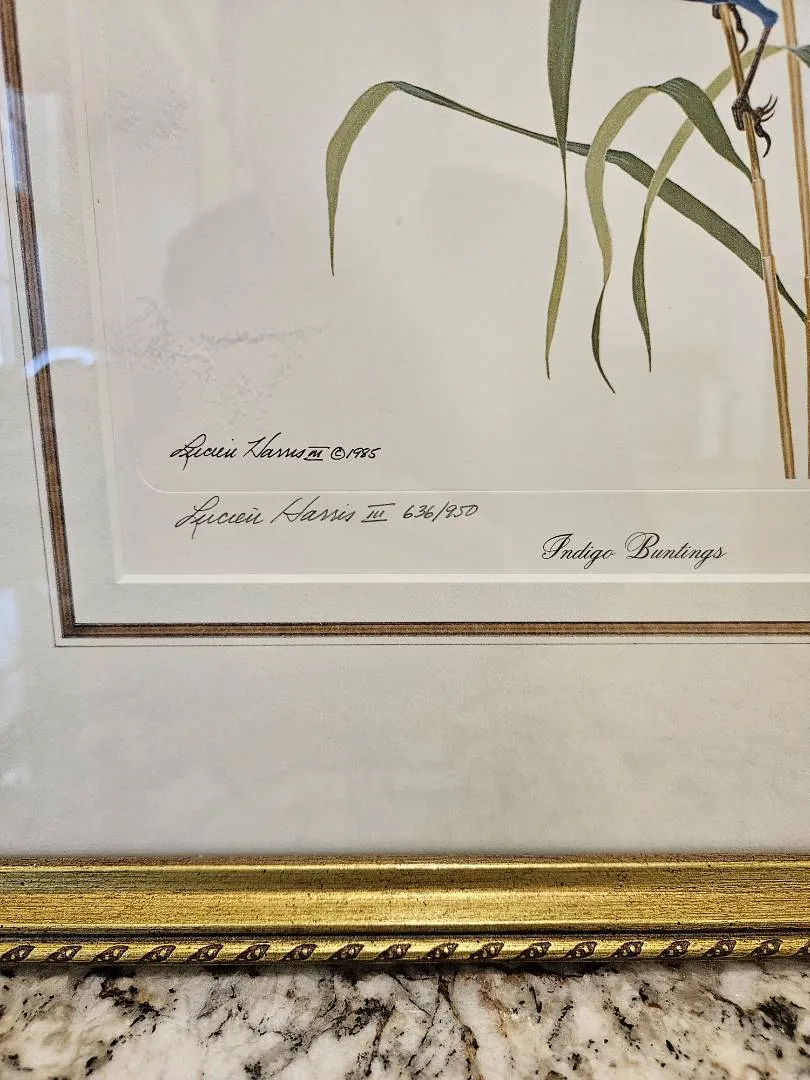 Lucien Harris III ©1985
Lucien Harris III 636/950
Indigo Buntings